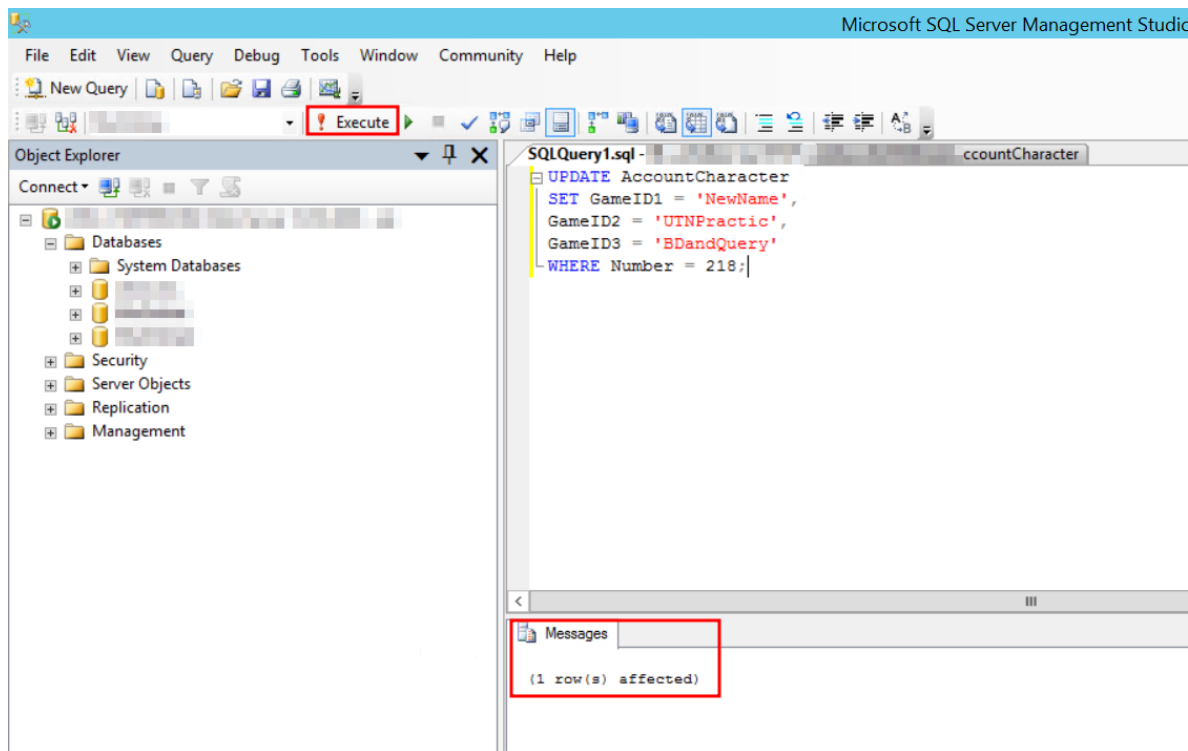 Microsoft SQL Server Management Studio
File Edit View Query Debug Tools Window Community Help
New Query
Execute
Object Explorer
Connect
Databases
System Databases
Security
Server Objects
Replication
Management
SQLQuery1.sql - ccountCharacter
UPDATE AccountCharacter
SET GameID1 = 'NewName',
GameID2 = 'UTNPractic',
GameID3 = 'BDandQuery'
WHERE Number = 218;
Messages
(1 row(s) affected)